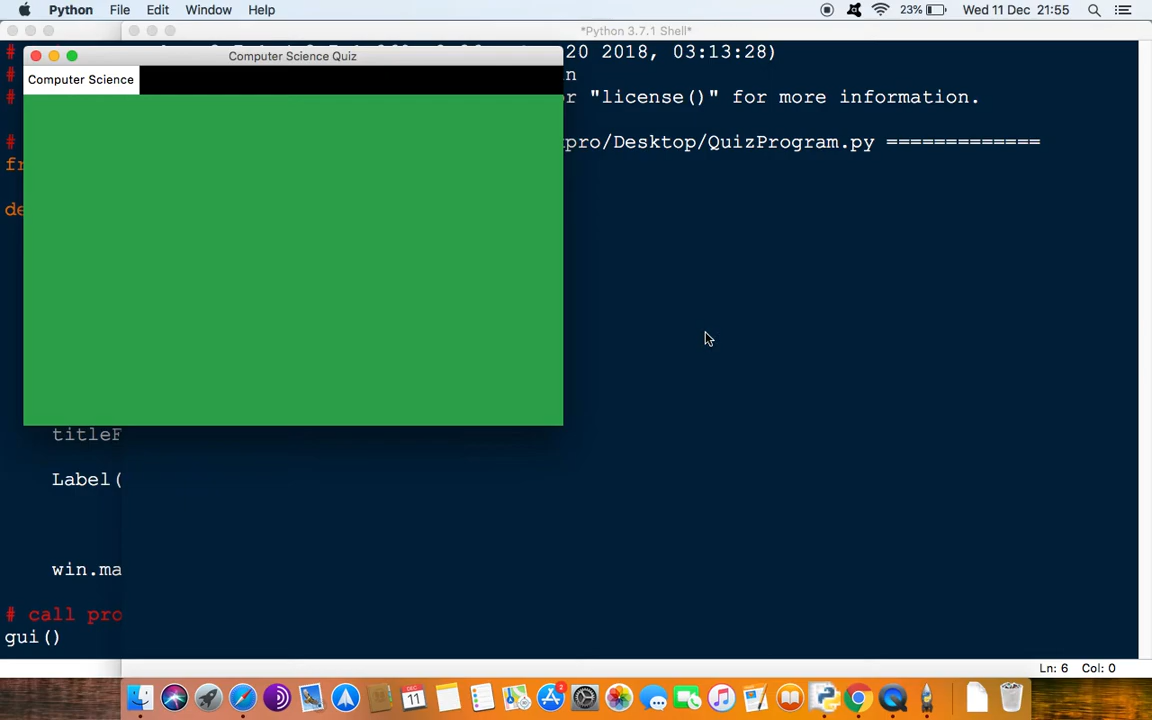 Python File Edit Window Help 23% Wed 11 Dec 21:55
*Python 3.7.1 Shell*
Computer Science Quiz
Computer Science
20 2018, 03:13:28)
"license()" for more information.
pro/Desktop/QuizProgram.py =============
titleF
Label(
win.ma
# call pro
gui()
Ln: 6 Col: 0